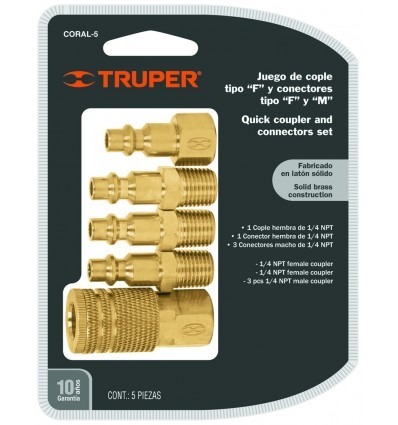 CORAL-5
TRUPER
Juego de cople
tipo “F” y conectores
tipo “F” y “M”
Quick coupler and
connectors set
Fabricado
en latón sólido
Solid brass
construction
• 1 Cople hembra de 1/4 NPT
• 1 Conector hembra de 1/4 NPT
• 3 Conectores macho de 1/4 NPT
- 1/4 NPT female coupler
- 1/4 NPT female coupler
- 3 pcs 1/4 NPT male coupler
10 años
Garantía
CONT.: 5 PIEZAS